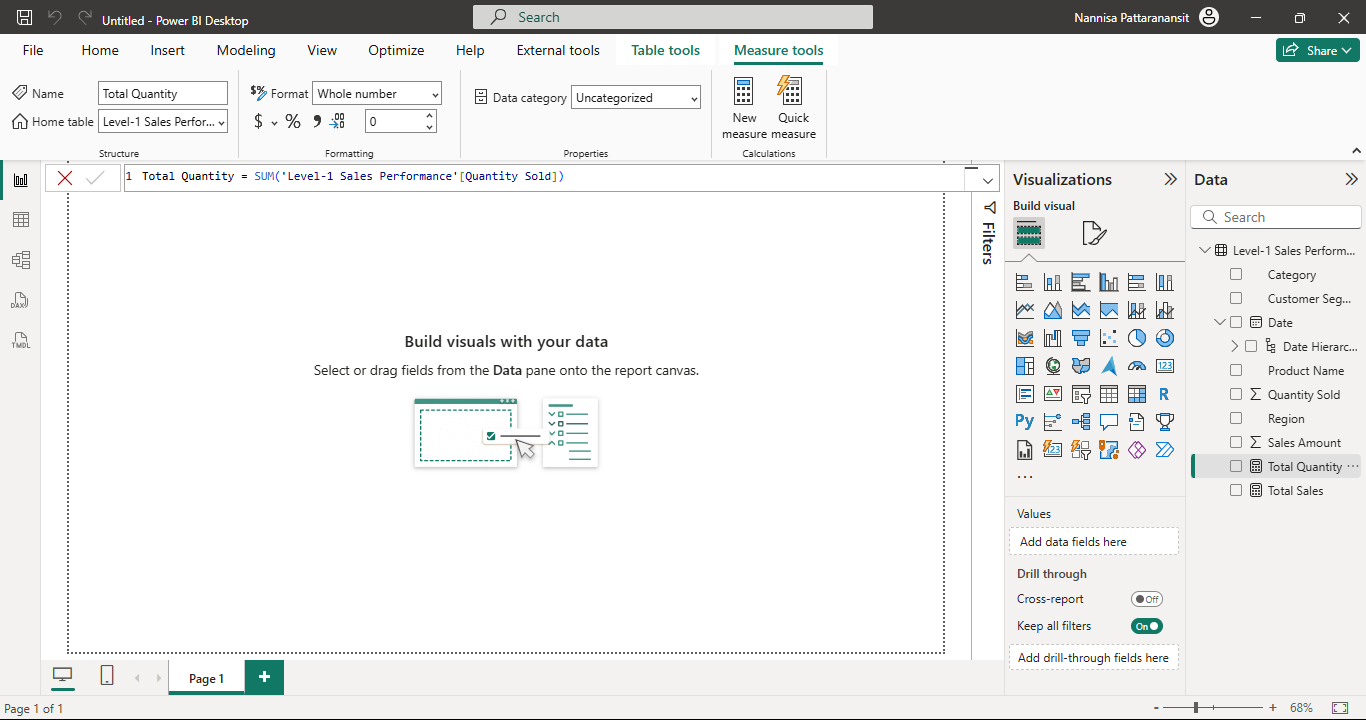 Untitled - Power BI Desktop
Search
Nannisa Pattaranansit
File Home Insert Modeling View Optimize Help External tools Table tools Measure tools
Share
Name Total Quantity
Home table Level-1 Sales Perfor...
Structure
Format Whole number
$ % 0
Formatting
Data category Uncategorized
Properties
New measure
Quick measure
Calculations
1 Total Quantity = SUM('Level-1 Sales Performance'[Quantity Sold])
DAX
TMDL
Build visuals with your data
Select or drag fields from the Data pane onto the report canvas.
Filters
Visualizations
Build visual
123
R
Py
123
...
Values
Add data fields here
Drill through
Cross-report Off
Keep all filters On
Add drill-through fields here
Data
Search
Level-1 Sales Perform...
Category
Customer Seg...
Date
Date Hierarc...
Product Name
Quantity Sold
Region
Sales Amount
Total Quantity ...
Total Sales
Page 1
+
Page 1 of 1
- + 68%